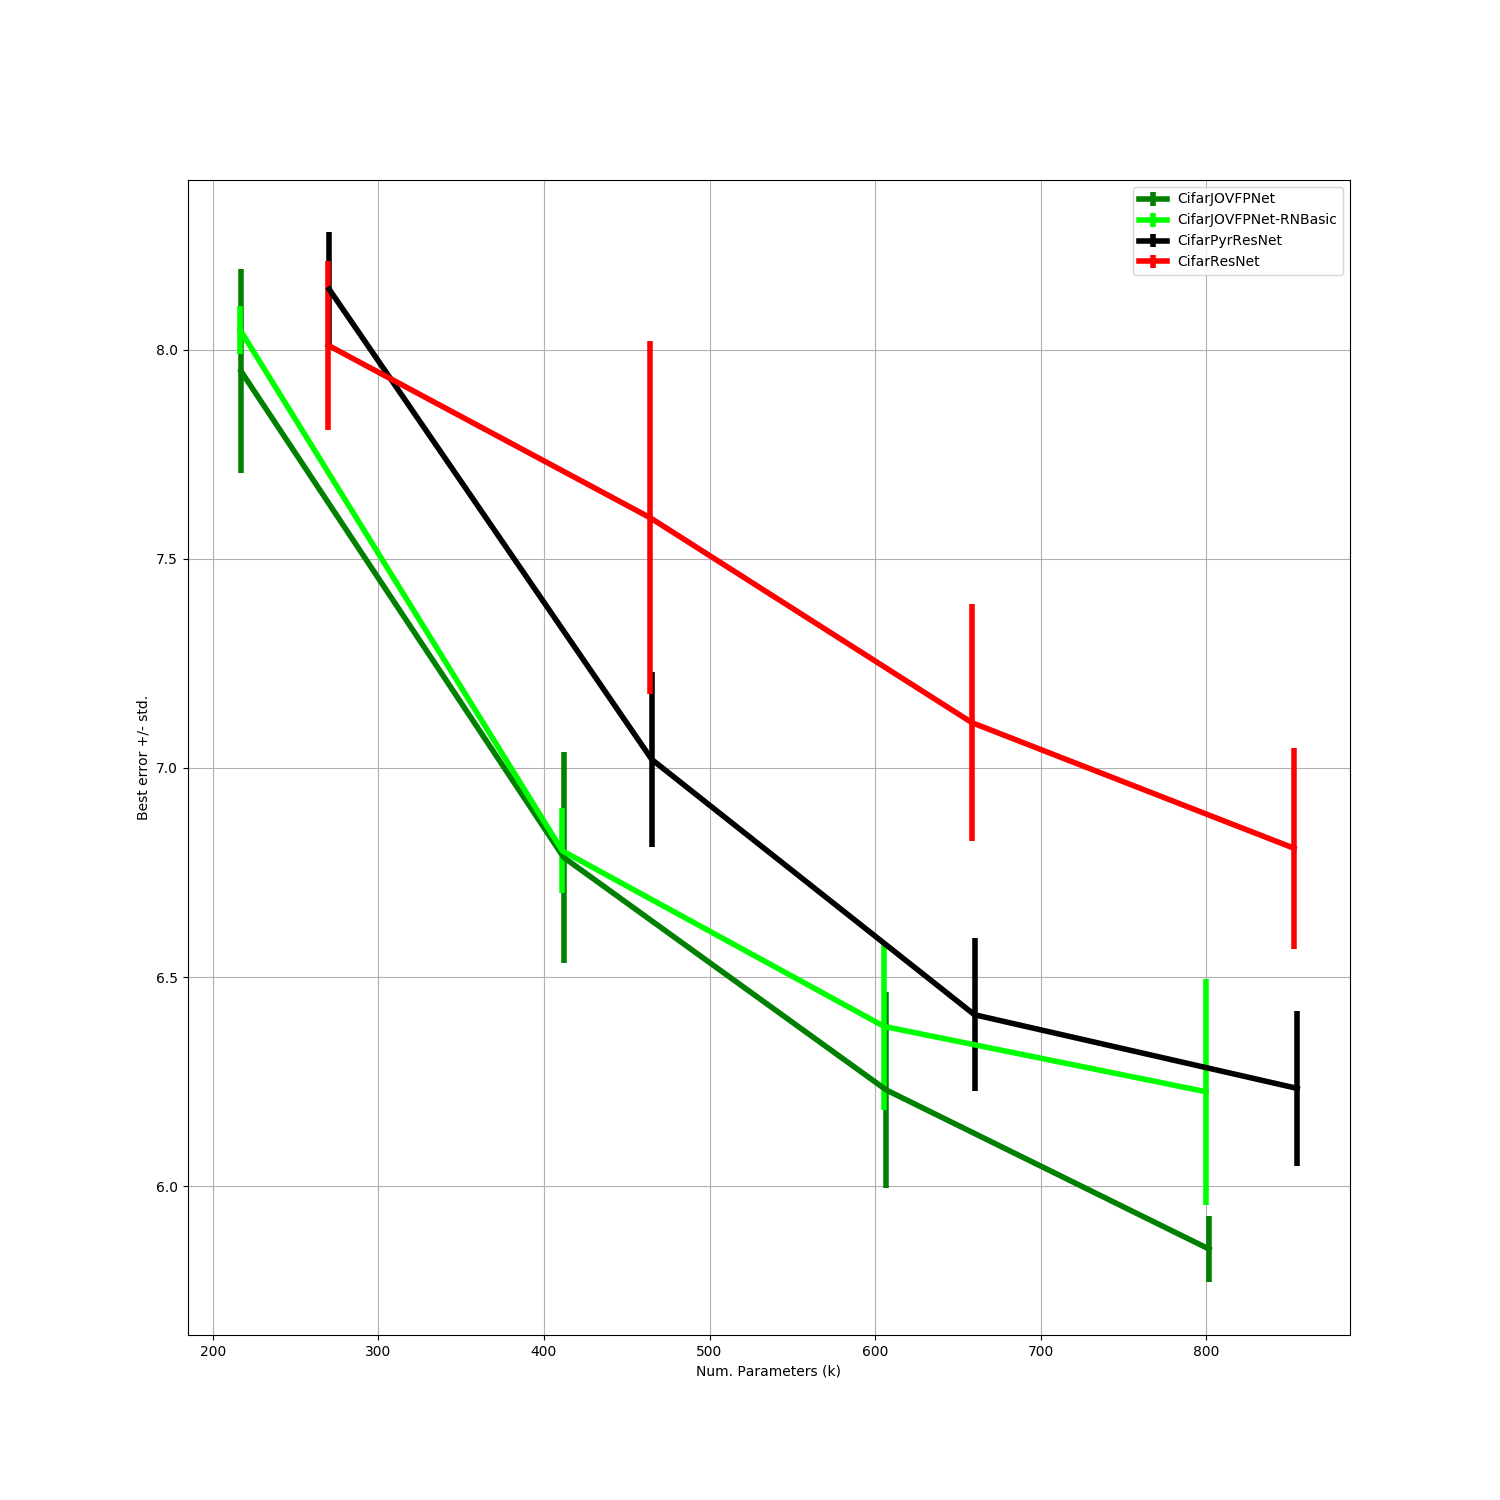 CifarJOVFPNet
CifarJOVFPNet-RNBasic
CifarPyrResNet
CifarResNet
8.0
7.5
7.0
6.5
6.0
Best error +/- std.
200 300 400 500 600 700 800
Num. Parameters (k)